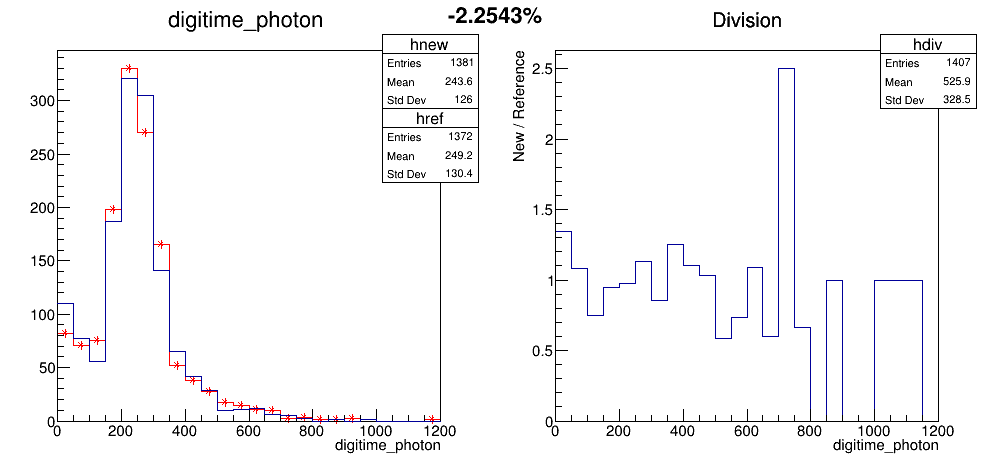 -2.2543%
digitime_photon
hnew
Entries 1381
Mean 243.6
Std Dev 126
href
Entries 1372
Mean 249.2
Std Dev 130.4
300
250
200
150
100
50
0
0 200 400 600 800 1000 1200
digitime_photon
Division
hdiv
Entries 1407
Mean 525.9
Std Dev 328.5
New / Reference
2.5
2
1.5
1
0.5
0
0 200 400 600 800 1000 1200
digitime_photon